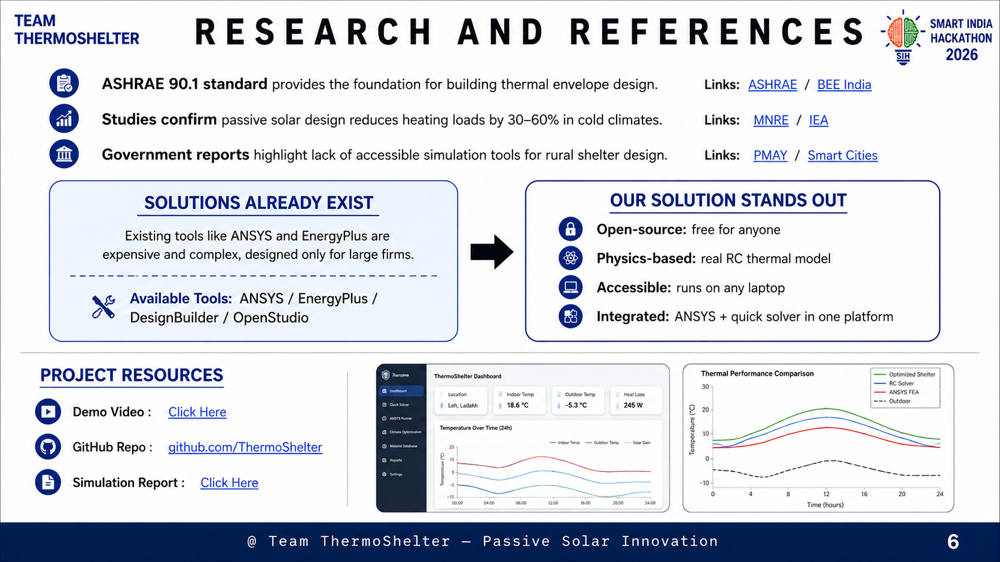 TEAM
THERMOSHELTER
RESEARCH AND REFERENCES
SIH
SMART INDIA
HACKATHON
2026
ASHRAE 90.1 standard provides the foundation for building thermal envelope design.
Links: ASHRAE / BEE India
Studies confirm passive solar design reduces heating loads by 30–60% in cold climates.
Links: MNRE / IEA
Government reports highlight lack of accessible simulation tools for rural shelter design.
Links: PMAY / Smart Cities
SOLUTIONS ALREADY EXIST
Existing tools like ANSYS and EnergyPlus are
expensive and complex, designed only for large firms.
Available Tools: ANSYS / EnergyPlus /
DesignBuilder / OpenStudio
OUR SOLUTION STANDS OUT
Open-source: free for anyone
Physics-based: real RC thermal model
Accessible: runs on any laptop
Integrated: ANSYS + quick solver in one platform
PROJECT RESOURCES
Demo Video : Click Here
GitHub Repo : github.com/ThermoShelter
Simulation Report : Click Here
Dashboard
Quick Solver
Runner
Climate Optimization
Material Database
Reports
Settings
ThermoShelter Dashboard
Location
Leh, Ladakh
Indoor Temp
18.6 °C
Outdoor Temp
-5.3 °C
Heat Loss
245 W
Temperature Over Time (24h)
Indoor Temp
Outdoor Temp
Solar Gain
Temperature (°C)
25
15
5
-5
-15
00.00
04.00
08.00
12.00
16.00
20.00
24.00
Thermal Performance Comparison
Optimized Shelter
RC Solver
ANSYS FEA
Outdoor
Temperature (°C)
30
20
10
0
-10
0
4
8
12
16
20
24
Time (hours)
@ Team ThermoShelter — Passive Solar Innovation
6